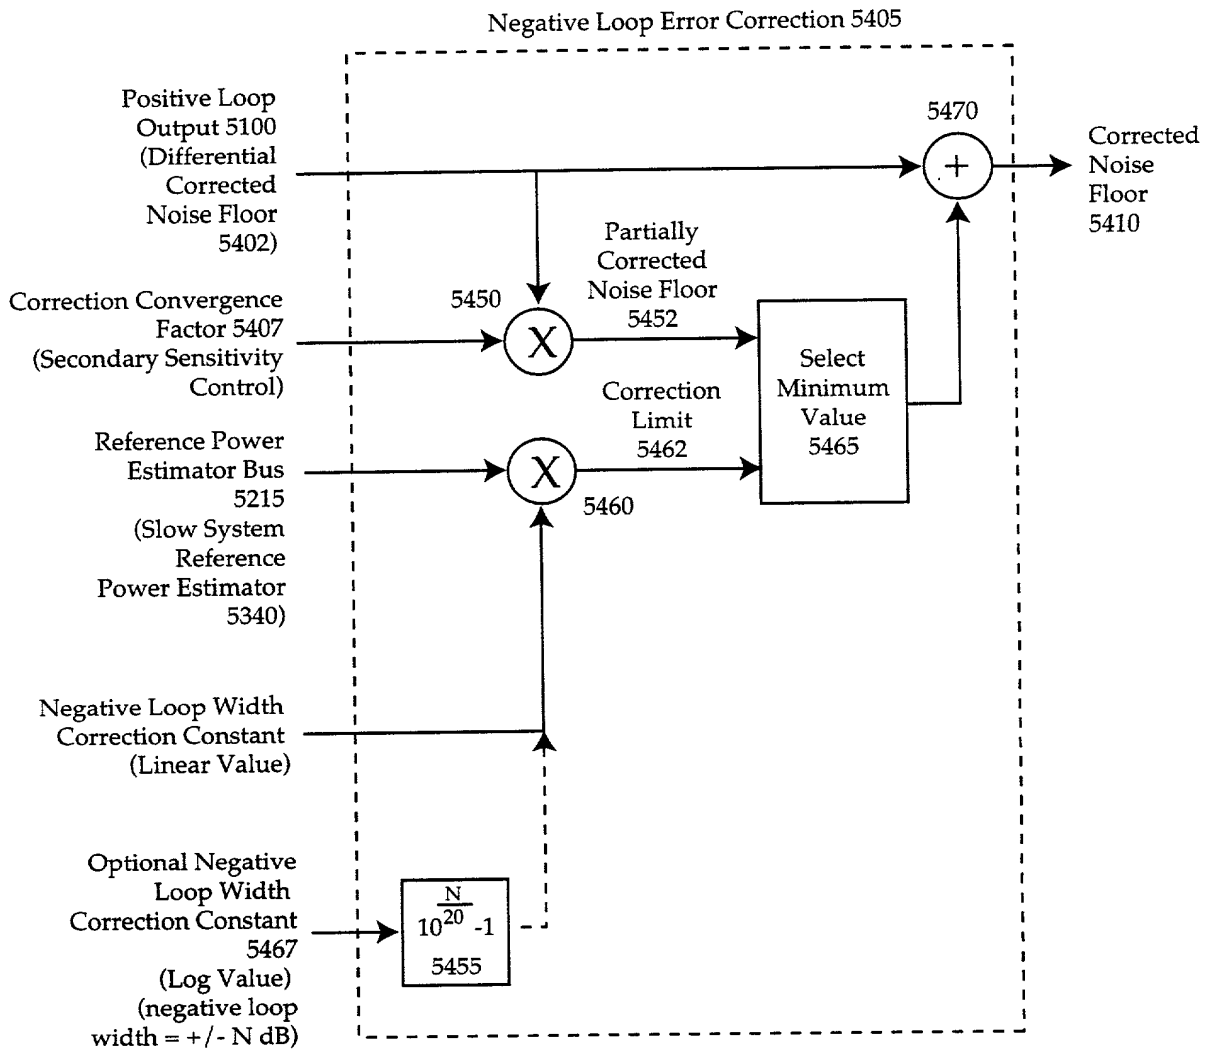 Negative Loop Error Correction 5405
Positive Loop
Output 5100
(Differential
Corrected
Noise Floor
5402)
5470
+
Corrected
Noise
Floor
5410
Partially
Corrected
Noise Floor
5452
Correction Convergence
Factor 5407
(Secondary Sensitivity
Control)
5450
X
Select
Minimum
Value
5465
Correction
Limit
5462
Reference Power
Estimator Bus
5215
(Slow System
Reference
Power Estimator
5340)
X
5460
Negative Loop Width
Correction Constant
(Linear Value)
Optional Negative
Loop Width
Correction Constant
5467
(Log Value)
(negative loop
width = +/- N dB)
N
10 20 -1
5455